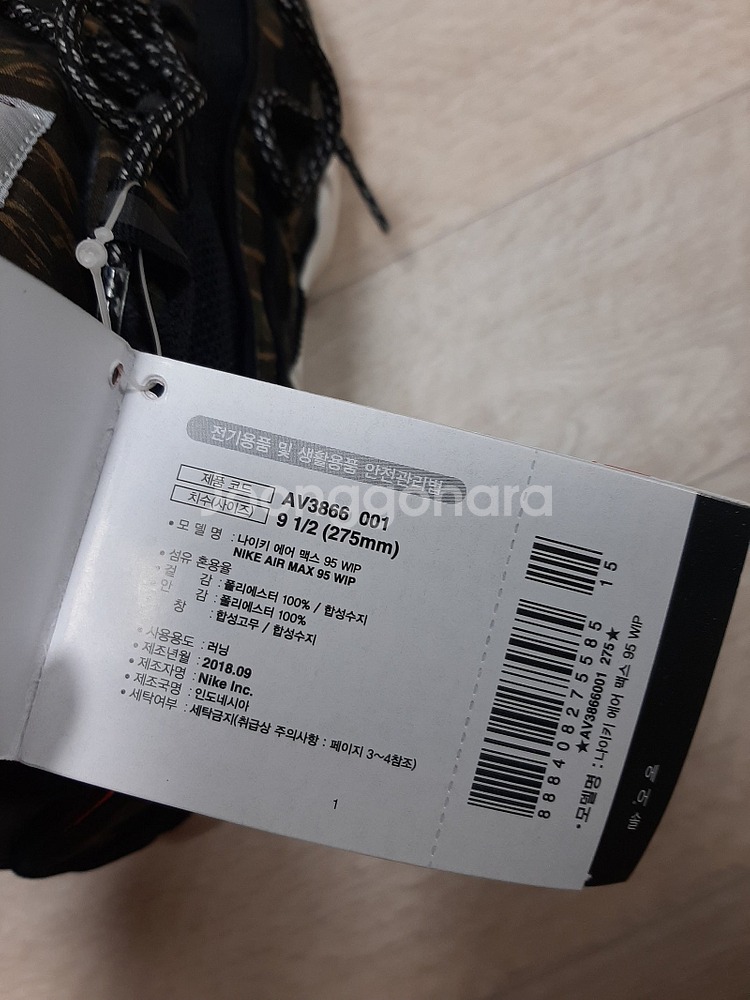 전기용품 및 생활용품 안전관리법
제품 코드 AV3866 001
치수(사이즈) 9 1/2 (275mm)
• 모 델 명 : 나이키 에어 맥스 95 WIP
NIKE AIR MAX 95 WIP
• 섬유 혼용율
겉 감 : 폴리에스터 100% / 합성수지
안 감 : 폴리에스터 100%
창 : 합성고무 / 합성수지
• 사용용도 : 러닝
• 제조년월 : 2018.09
• 제조자명 : Nike Inc.
• 제조국명 : 인도네시아
• 세탁여부 : 세탁금지(취급상 주의사항 : 페이지 3~4참조)
1
15
888408275585
★AV3866001 275★
• 모델명 : 나이키 에어 맥스 95 WIP
joonggonara